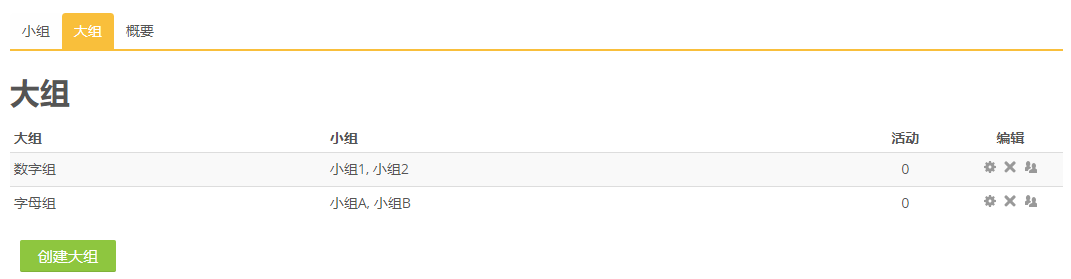 小组 大组 概要
大组
大组 小组 活动 编辑
数字组 小组1, 小组2 0
字母组 小组A, 小组B 0
创建大组